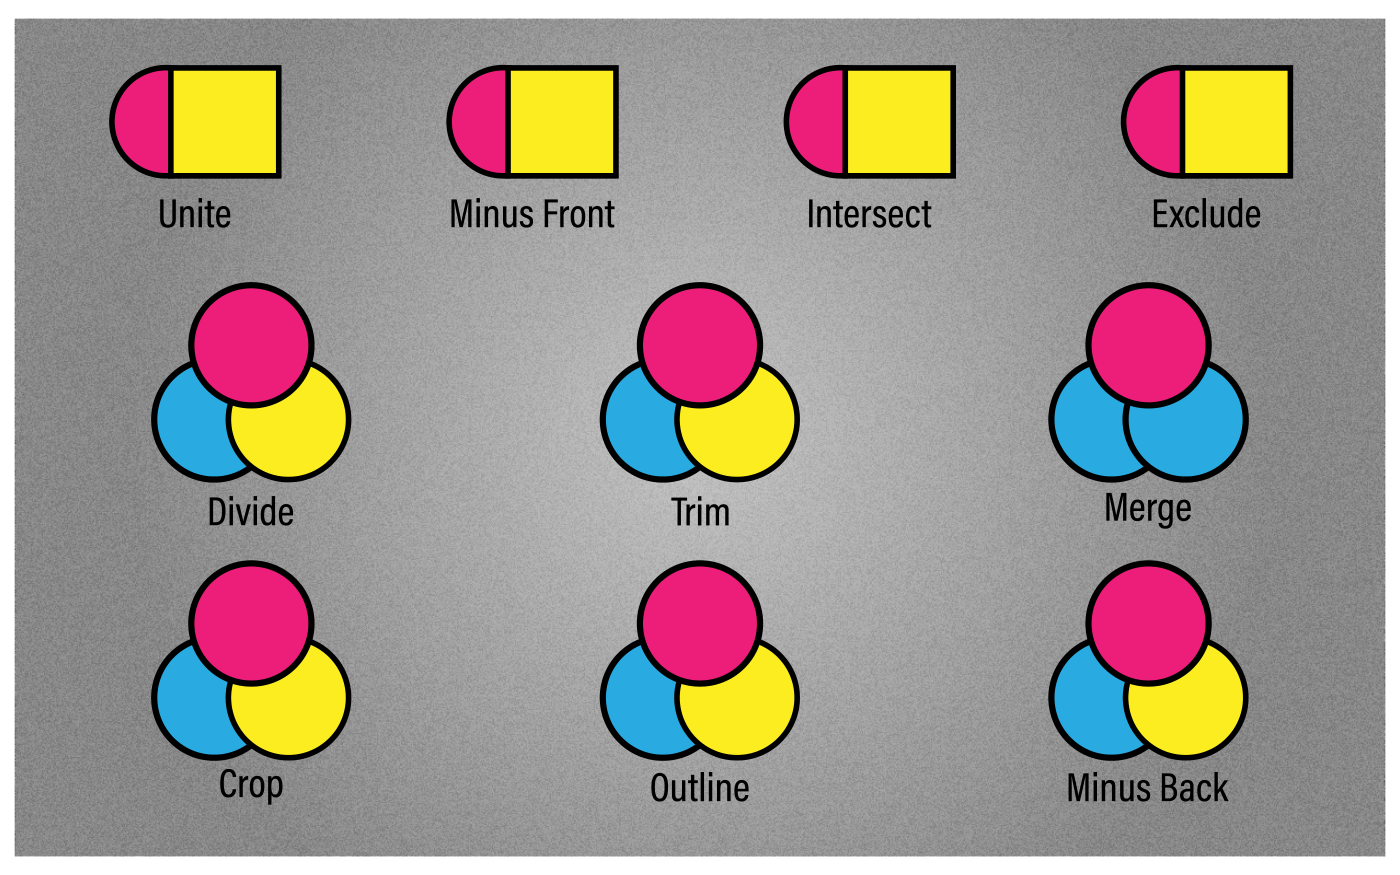 Unite
Minus Front
Intersect
Exclude
Divide
Trim
Merge
Crop
Outline
Minus Back